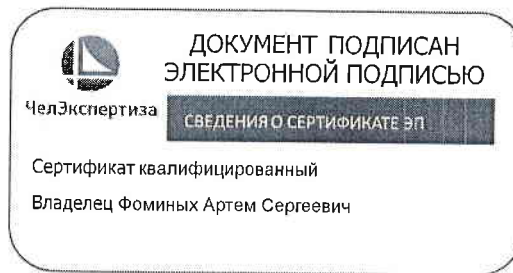 ДОКУМЕНТ ПОДПИСАН
ЭЛЕКТРОННОЙ ПОДПИСЬЮ
ЧелЭкспертиза
СВЕДЕНИЯ О СЕРТИФИКАТЕ ЭП
Сертификат квалифицированный
Владелец Фоминых Артем Сергеевич